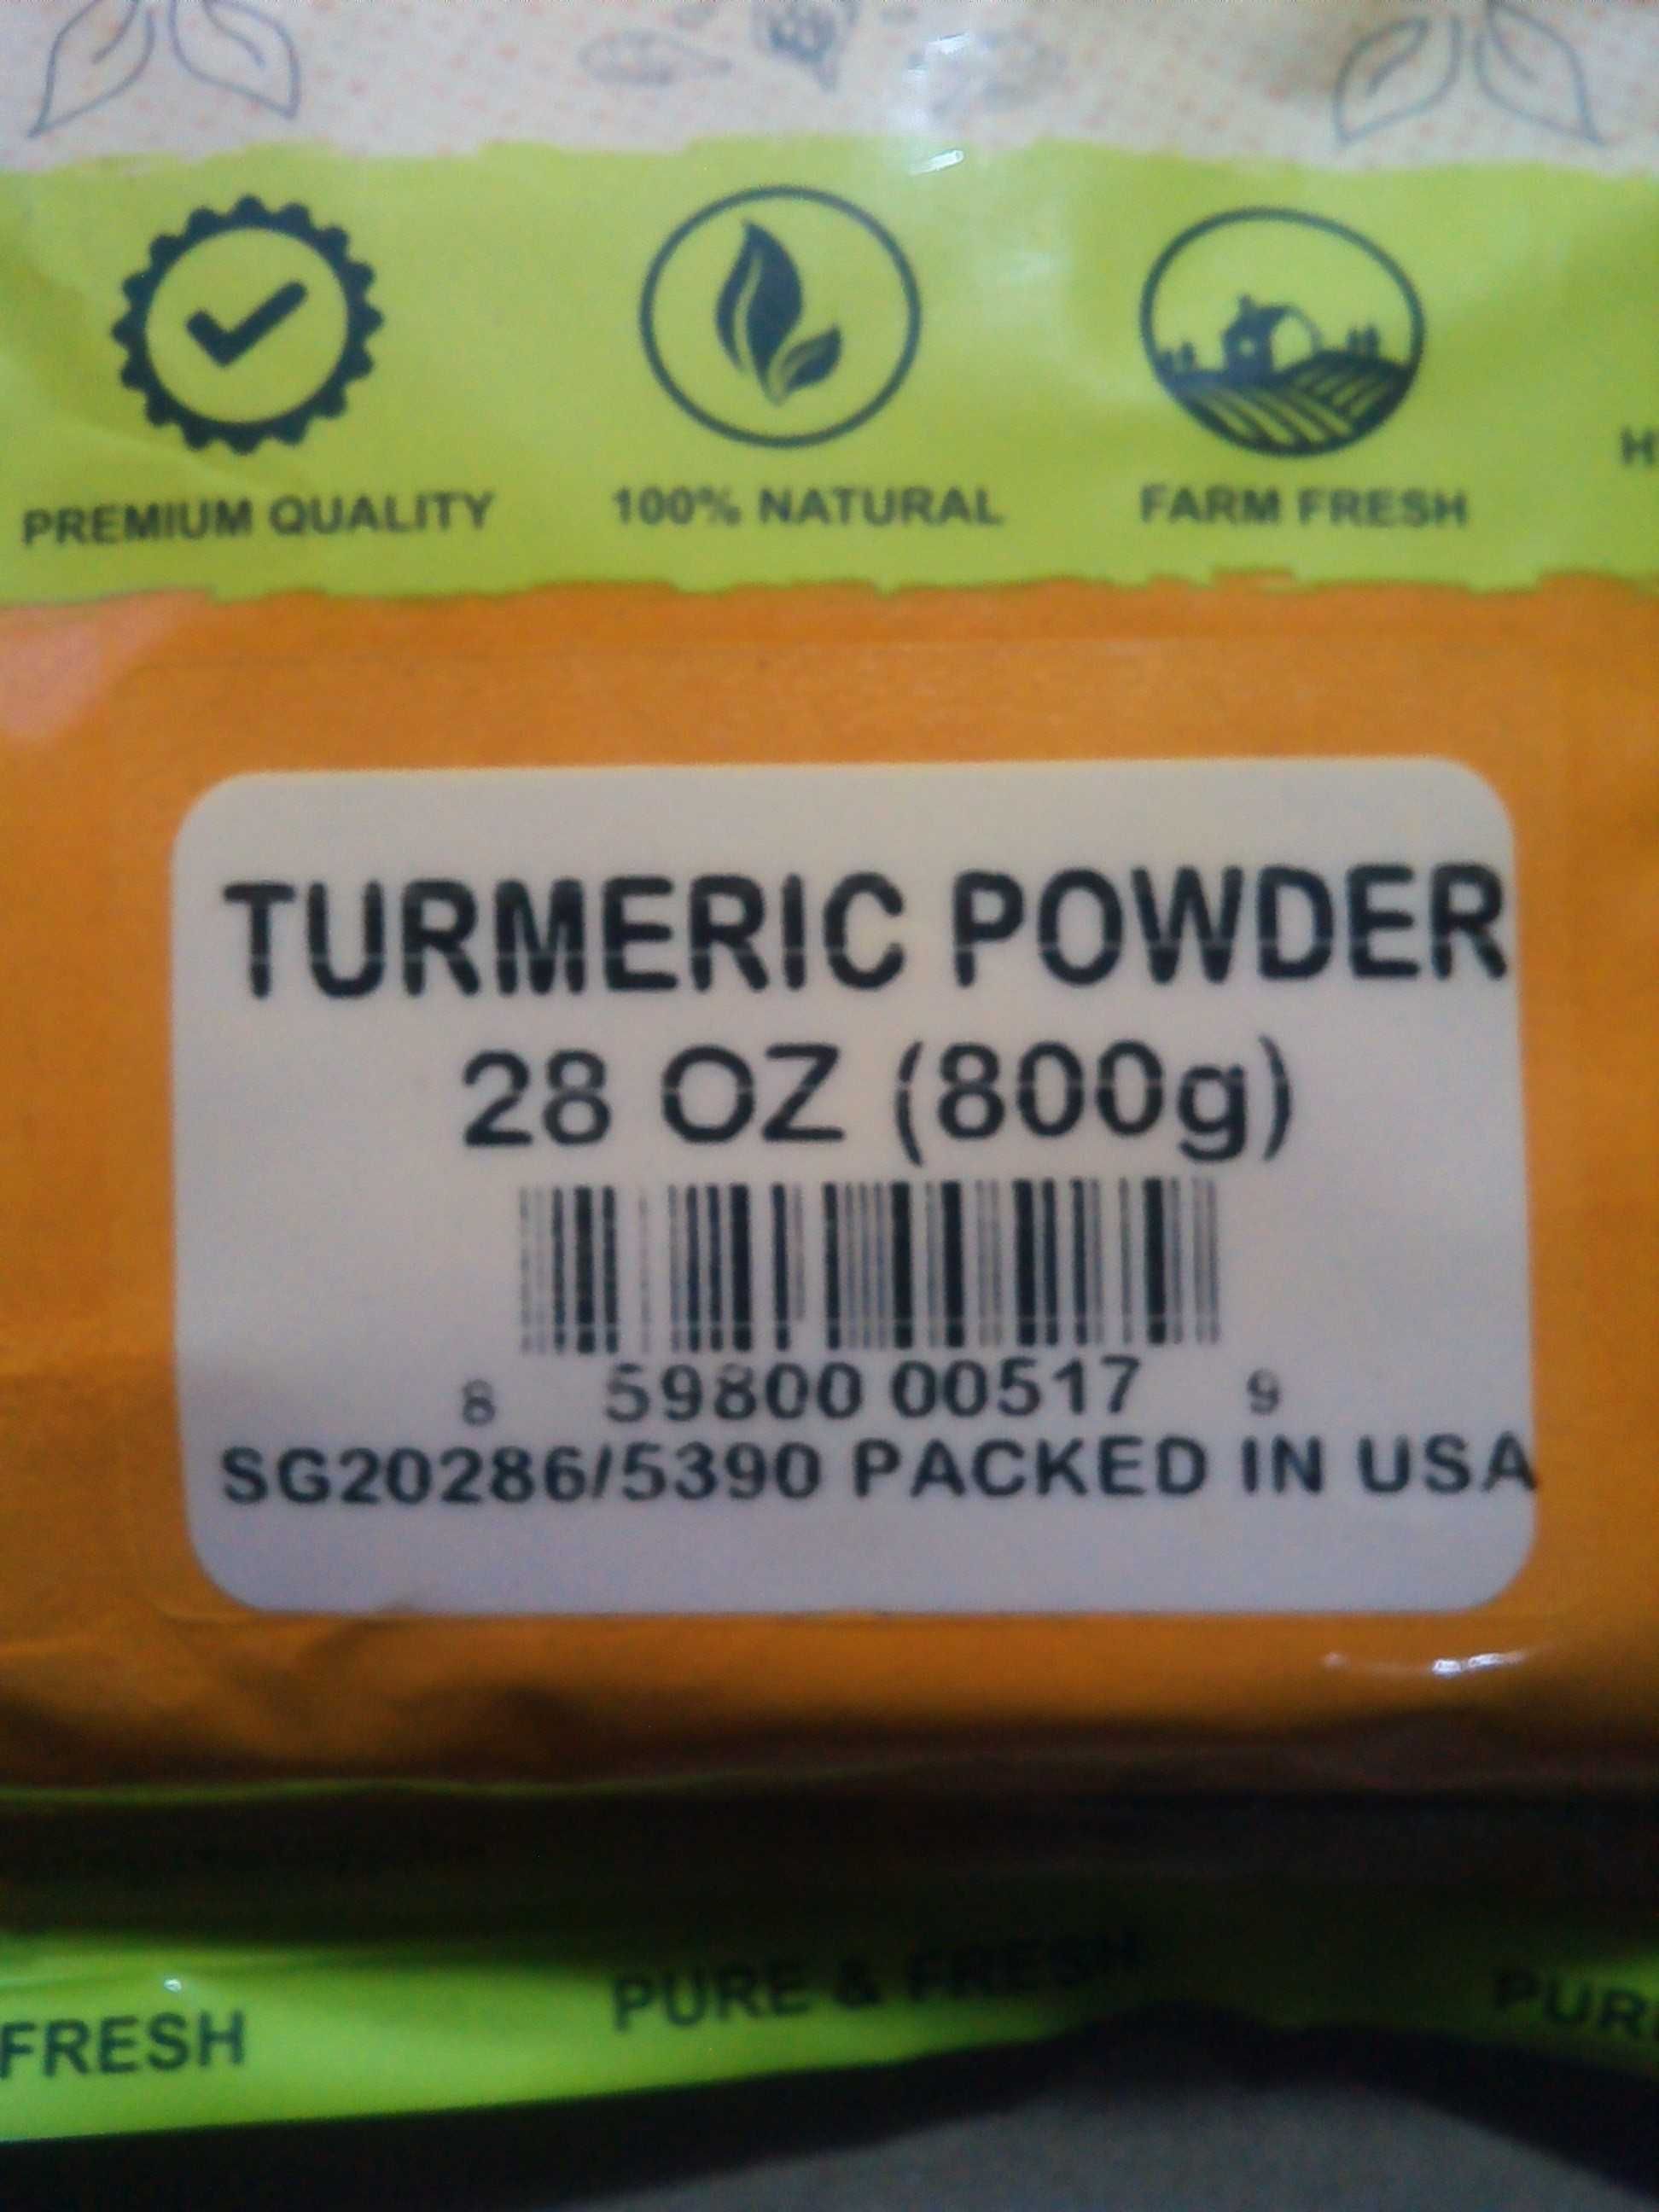 PREMIUM QUALITY 100% NATURAL FARM FRESH
TURMERIC POWDER
28 OZ (800g)
8 59800 00517 9
SG20286/5390 PACKED IN USA
FRESH PURE & FRESH